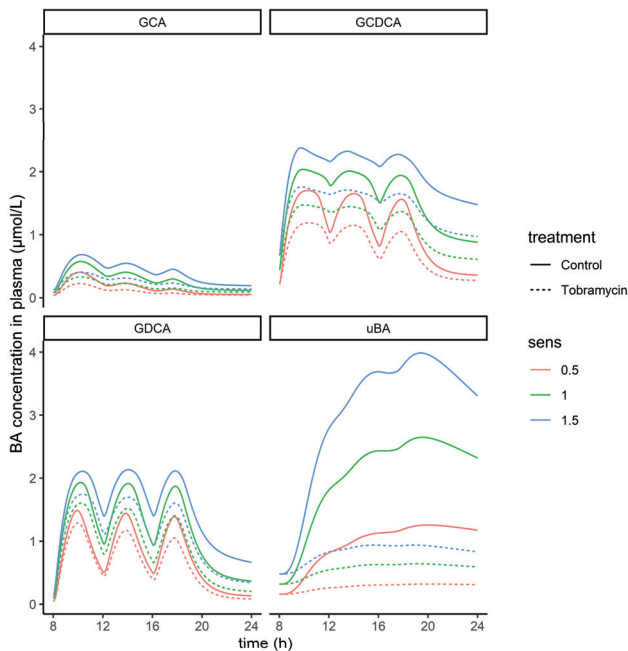 GCA
GCDCA
4
3
2
1
0
GDCA
uBA
4
3
2
1
0
8
12
16
20
24
8
12
16
20
24
time (h)
BA concentration in plasma (μmol/L)
treatment
Control
Tobramycin
sens
0.5
1
1.5